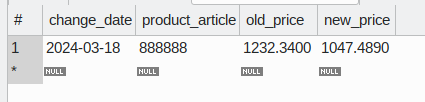 # change_date product_article old_price new_price
1 2024-03-18 888888 1232.3400 1047.4890
* NULL NULL NULL NULL